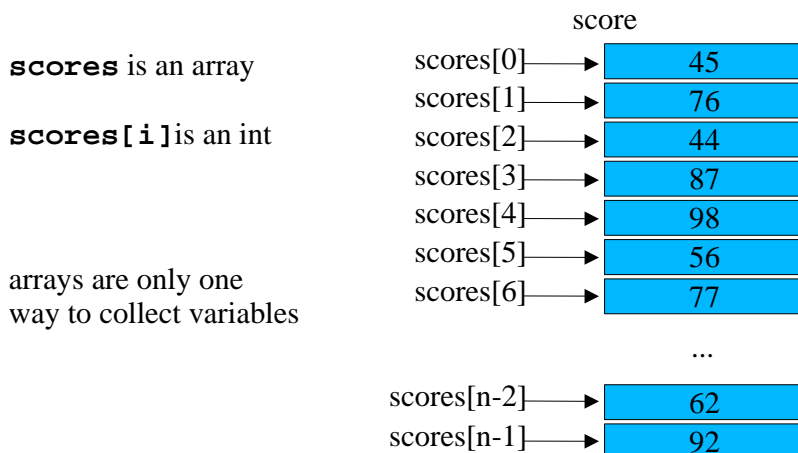 score
scores is an array
scores[i]is an int
arrays are only one
way to collect variables
scores[0] 45
scores[1] 76
scores[2] 44
scores[3] 87
scores[4] 98
scores[5] 56
scores[6] 77
...
scores[n-2] 62
scores[n-1] 92